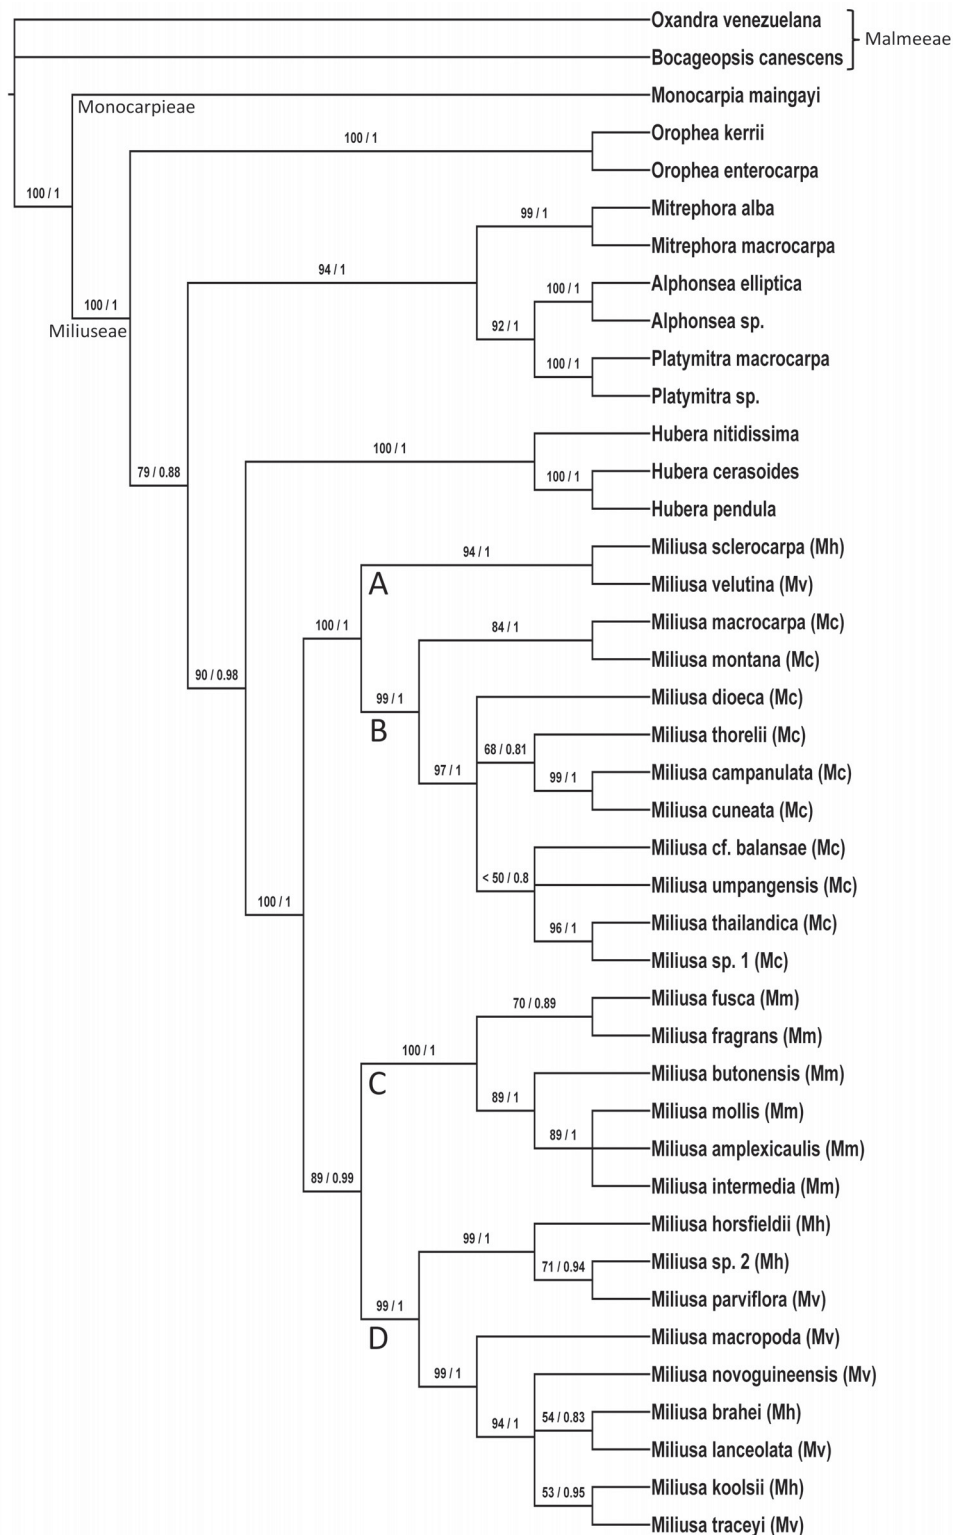 Oxandra venezuelana
Malmeeae
Bocageopsis canescens
Monocarpia maingayi
Monocarpieae
Orophea kerrii
100 / 1
Orophea enterocarpa
100 / 1
Mitrephora alba
99 / 1
Mitrephora macrocarpa
94 / 1
Alphonsea elliptica
100 / 1
100 / 1
Alphonsea sp.
92 / 1
Miliuseae
Platymitra macrocarpa
100 / 1
Platymitra sp.
Hubera nitidissima
100 / 1
79 / 0.88
Hubera cerasoides
100 / 1
Hubera pendula
Miliusa sclerocarpa (Mh)
94 / 1
A
Miliusa velutina (Mv)
100 / 1
Miliusa macrocarpa (Mc)
84 / 1
Miliusa montana (Mc)
90 / 0.98
99 / 1
Miliusa dioeca (Mc)
B
Miliusa thorelii (Mc)
68 / 0.81
97 / 1
Miliusa campanulata (Mc)
99 / 1
Miliusa cuneata (Mc)
Miliusa cf. balansae (Mc)
< 50 / 0.8
Miliusa umpangensis (Mc)
100 / 1
Miliusa thailandica (Mc)
96 / 1
Miliusa sp. 1 (Mc)
Miliusa fusca (Mm)
70 / 0.89
Miliusa fragrans (Mm)
100 / 1
C
Miliusa butonensis (Mm)
89 / 1
Miliusa mollis (Mm)
89 / 1
Miliusa amplexicaulis (Mm)
89 / 0.99
Miliusa intermedia (Mm)
Miliusa horsfieldii (Mh)
99 / 1
Miliusa sp. 2 (Mh)
71 / 0.94
Miliusa parviflora (Mv)
99 / 1
D
Miliusa macropoda (Mv)
99 / 1
Miliusa novoguineensis (Mv)
Miliusa brahei (Mh)
94 / 1
54 / 0.83
Miliusa lanceolata (Mv)
Miliusa koolsii (Mh)
53 / 0.95
Miliusa traceyi (Mv)